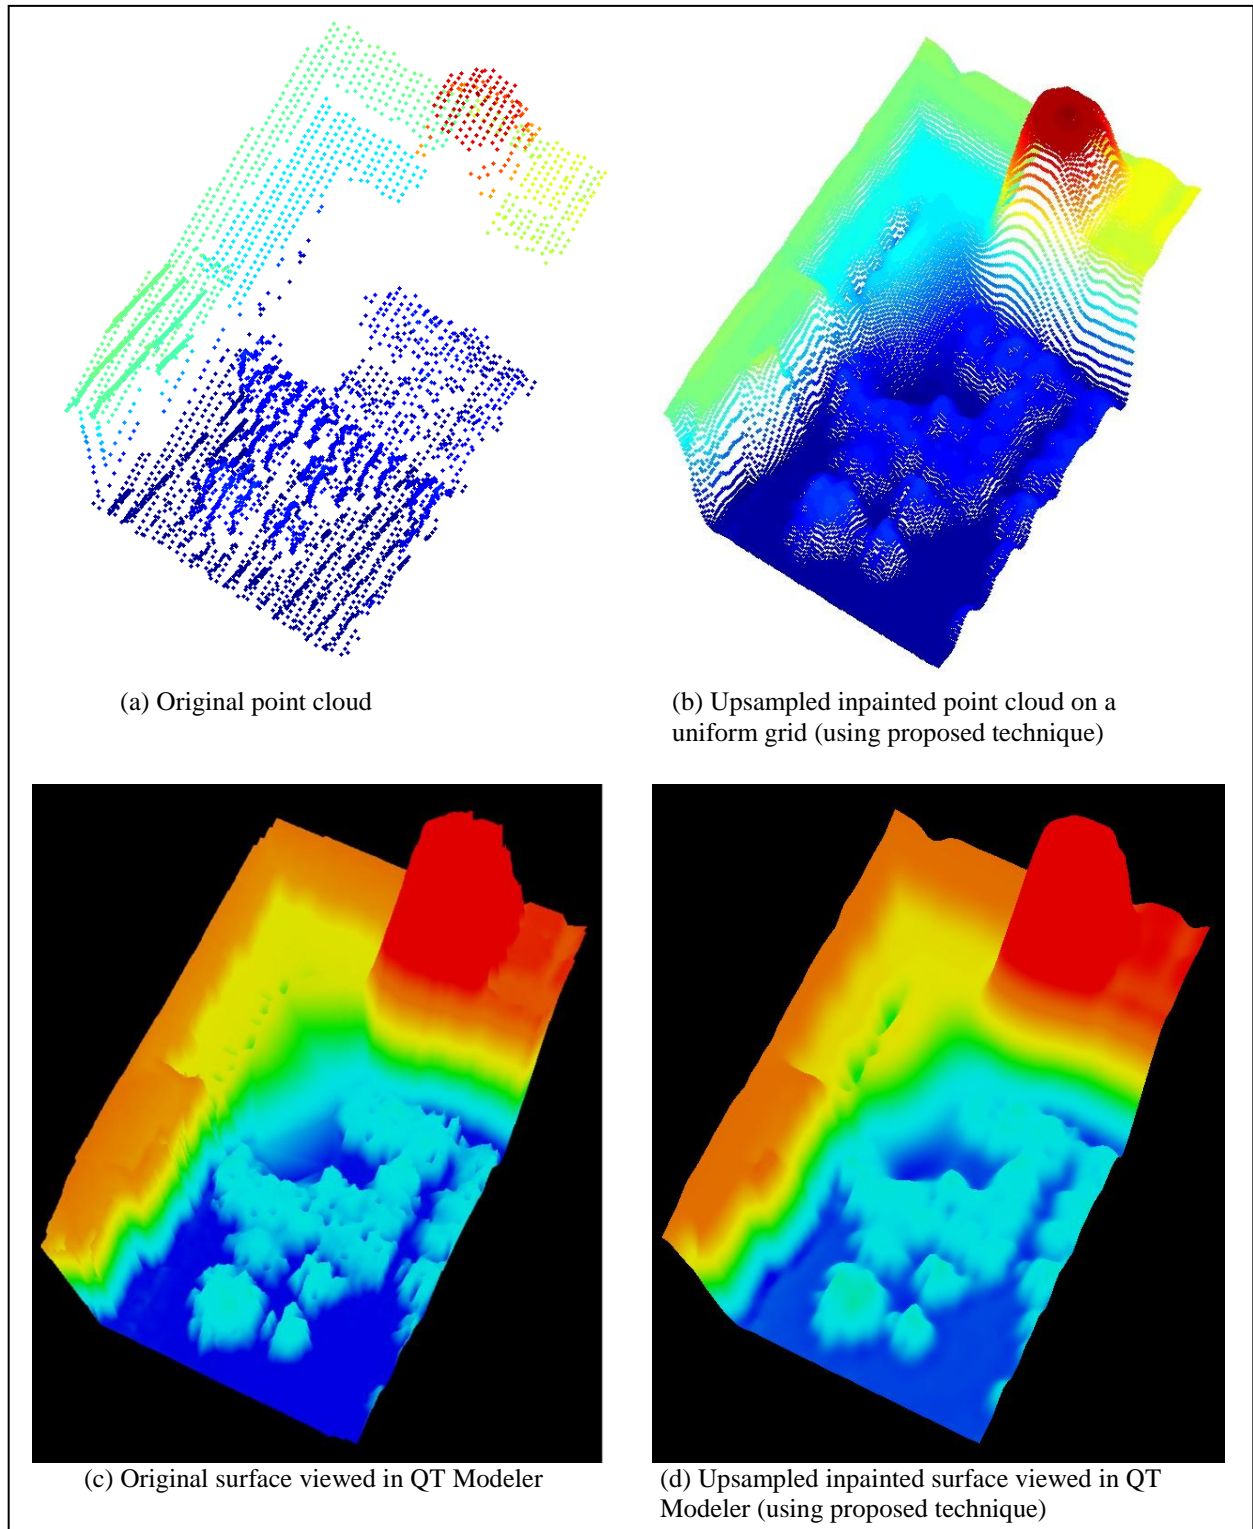 (a) Original point cloud
(b) Upsampled inpainted point cloud on a
uniform grid (using proposed technique)
(c) Original surface viewed in QT Modeler
(d) Upsampled inpainted surface viewed in QT
Modeler (using proposed technique)